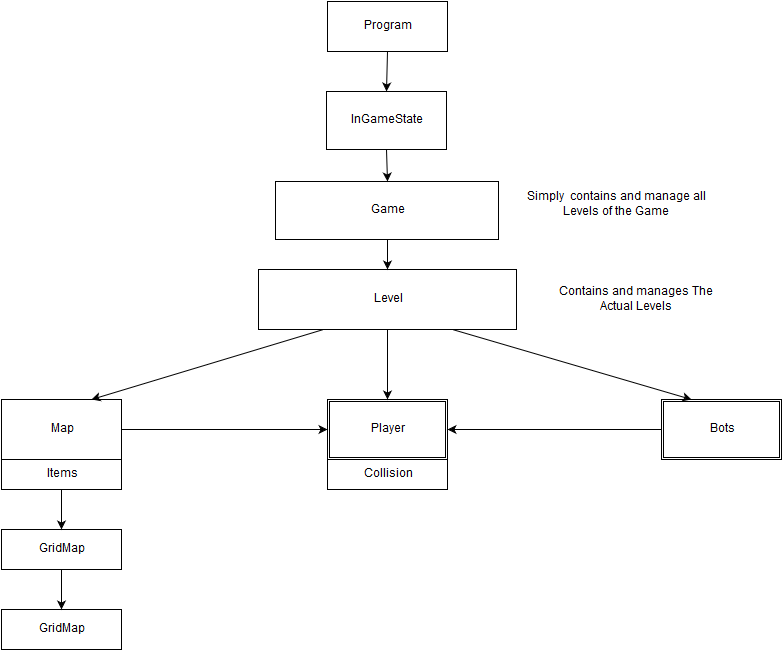 Program
InGameState
Game
Simply contains and manage all
Levels of the Game
Level
Contains and manages The
Actual Levels
Map
Player
Bots
Items
Collision
GridMap
GridMap